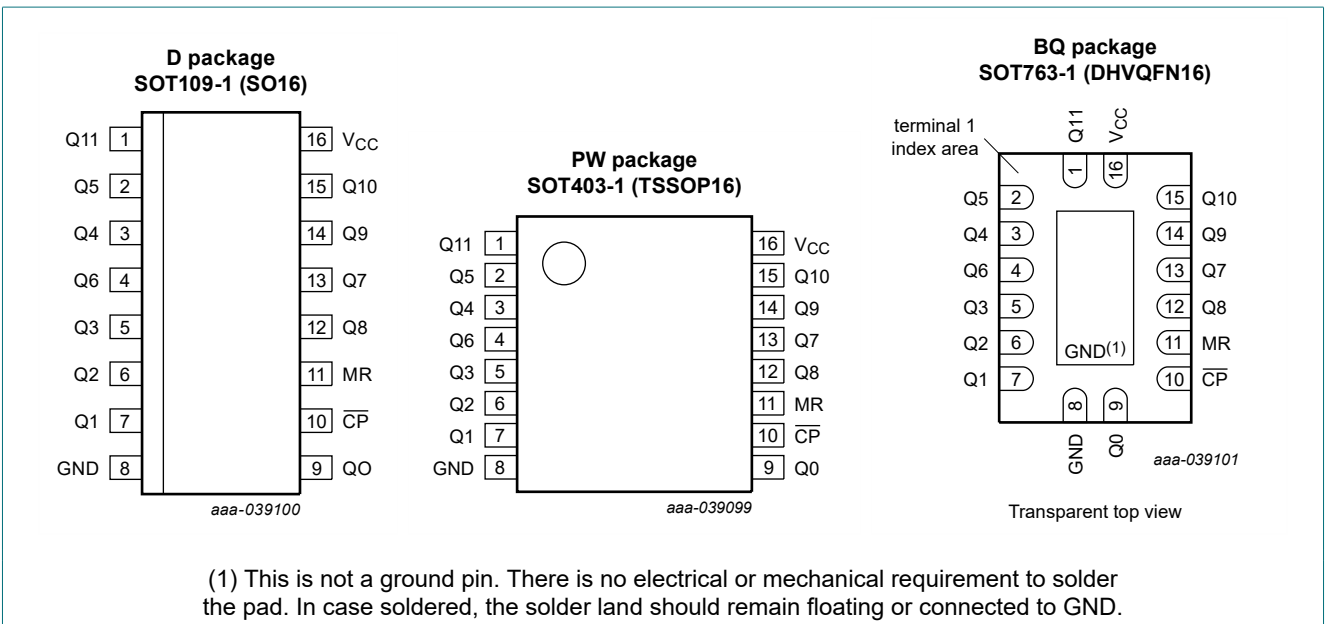 D package
SOT109-1 (SO16)
Q11 1
Q5 2
Q4 3
Q6 4
Q3 5
Q2 6
Q1 7
GND 8
16 VCC
15 Q10
14 Q9
13 Q7
12 Q8
11 MR
10 C̅P̅
9 QO
aaa-039100
PW package
SOT403-1 (TSSOP16)
Q11 1
Q5 2
Q4 3
Q6 4
Q3 5
Q2 6
Q1 7
GND 8
16 VCC
15 Q10
14 Q9
13 Q7
12 Q8
11 MR
10 C̅P̅
9 Q0
aaa-039099
BQ package
SOT763-1 (DHVQFN16)
terminal 1
index area
Q11
VCC
1
16
Q5 2
Q4 3
Q6 4
Q3 5
Q2 6
Q1 7
15 Q10
14 Q9
13 Q7
12 Q8
11 MR
10 C̅P̅
GND(1)
8
9
GND
Q0
aaa-039101
Transparent top view
(1) This is not a ground pin. There is no electrical or mechanical requirement to solder
the pad. In case soldered, the solder land should remain floating or connected to GND.